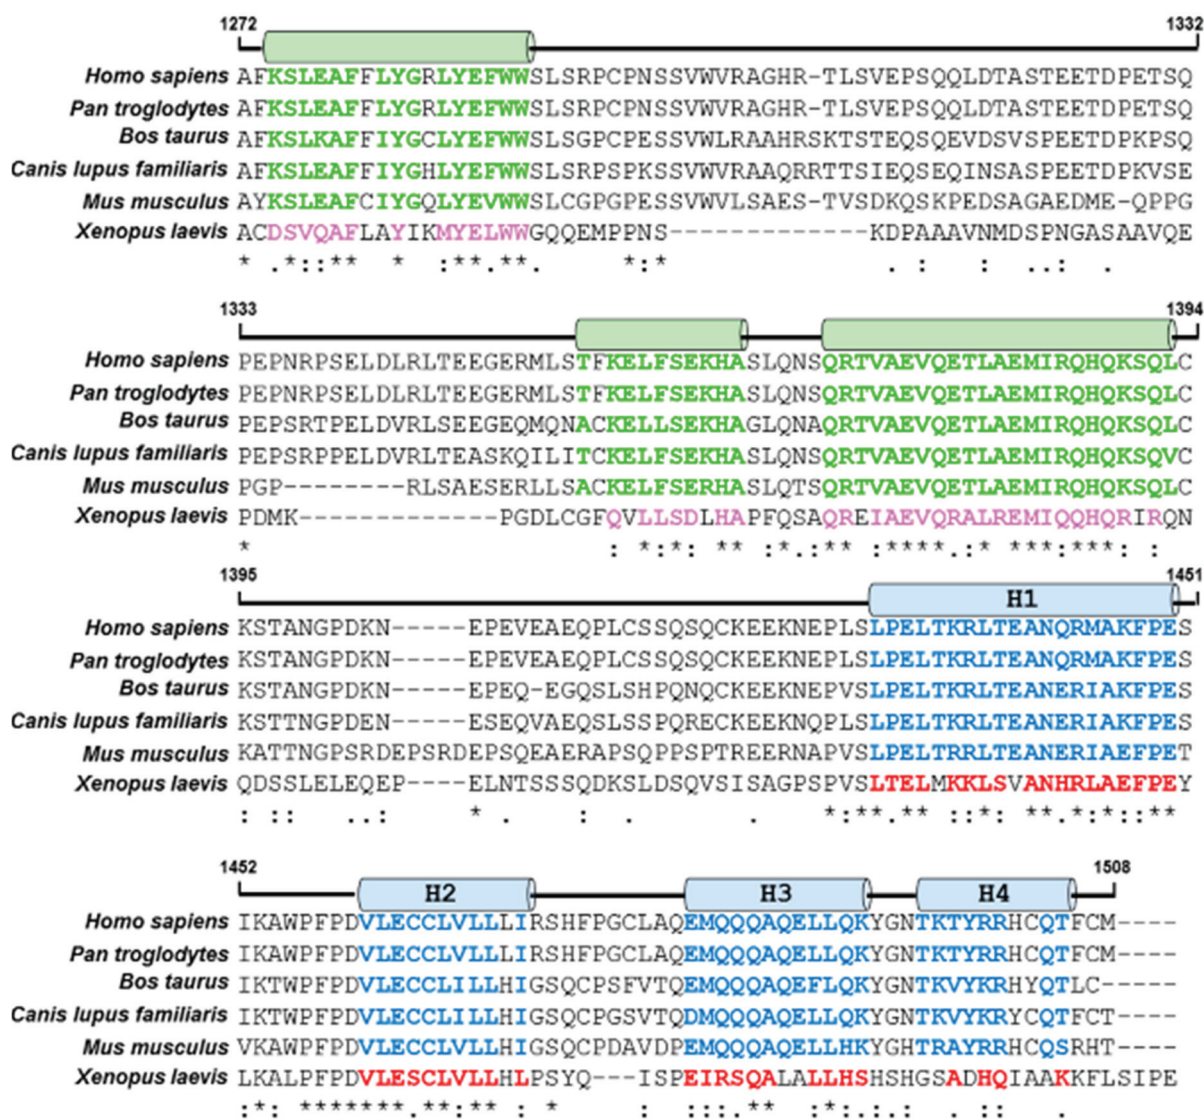 1272 1332
Homo sapiens AFKSLEAFFLYGRLYEFWWSLSRPCPNSSVWVRAGHR-TLSVEPSQQLDTASTEETDPETSQ
Pan troglodytes AFKSLEAFFLYGRLYEFWWSLSRPCPNSSVWVRAGHR-TLSVEPSQQLDTASTEETDPETSQ
Bos taurus AFKSLKAFFIYGCLYEFWWSLSGPCPESSVWLRAAHRSKTSTEQSQEVDSVSPEETDPKPSQ
Canis lupus familiaris AFKSLEAFFIYGHLYEFWWSLSRPSPKSSVWVRAAQRRTTSIEQSEQINSASPEETDPKVSE
Mus musculus AYKSLEAFCIYGQLYEVWWSLCGPGPESSVWVLSAES-TVSDKQSKPEDSAGAEDME-QPPG
Xenopus laevis ACDSVQAFLAYIKMYELWWGQQEMPPNS-------------KDPAAAVNMDSPNGASAAVQE
* .*:** * :**.**. *:* . : : ..: .
1333 1394
Homo sapiens PEPNRPSELDLRLTEEGERMLSTFKELFSEKHASLQNSQRTVAEVQETLAEMIRQHQKSQLC
Pan troglodytes PEPNRPSELDLRLTEEGERMLSTFKELFSEKHASLQNSQRTVAEVQETLAEMIRQHQKSQLC
Bos taurus PEPSRTPELDVRLSEEGEQMQNACKELLSEKHAGLQNAQRTVAEVQETLAEMIRQHQKSQLC
Canis lupus familiaris PEPSRPPELDVRLTEASKQILITCKELFSEKHASLQNSQRTVAEVQETLAEMIRQHQKSQVC
Mus musculus PGP--------RLSAESERLLSACKELFSERHASLQTSQRTVAEVQETLAEMIRQHQKSQLC
Xenopus laevis PDMK-------------PGDLCGFQVLLSDLHAPFQSAQREIAEVQRALREMIQQHQRIRQN
* : *:*: ** :*.:** :****.:* ***:***: :
1395 1451
H1
Homo sapiens KSTANGPDKN-----EPEVEAEQPLCSSQSQCKEEKNEPLSLPELTKRLTEANQRMAKFPES
Pan troglodytes KSTANGPDKN-----EPEVEAEQPLCSSQSQCKEEKNEPLSLPELTKRLTEANQRMAKFPES
Bos taurus KSTANGPDKN-----EPEQ-EGQSLSHPQNQCKEEKNEPVSLPELTKRLTEANERIAKFPES
Canis lupus familiaris KSTTNGPDEN-----ESEQVAEQSLSSPQRECKEEKNQPLSLPELTKRLTEANERIAKFPES
Mus musculus KATTNGPSRDEPSRDEPSQEAERAPSQPPSPTREERNAPVSLPELTRRLTEANERIAEFPET
Xenopus laevis QDSSLELEQEP----ELNTSSSQDKSLDSQVSISAGPSPVSLTELMKKLSVANHRLAEFPEY
: :: ..: * : . . *:**.** ::*: **.*:*::**
1452 1508
H2 H3 H4
Homo sapiens IKAWPFPDVLECCLVLLLIRSHFPGCLAQEMQQQAQELLQKYGNTKTYRRHCQTFCM----
Pan troglodytes IKAWPFPDVLECCLVLLLIRSHFPGCLAQEMQQQAQELLQKYGNTKTYRRHCQTFCM----
Bos taurus IKTWPFPDVLECCLILLHIGSQCPSFVTQEMQQQAQEFLQKYGNTKVYKRHYQTLC-----
Canis lupus familiaris IKTWPFPDVLECCLILLHIGSQCPGSVTQDMQQQAQELLQKYGNTKVYKRYCQTFCT----
Mus musculus VKAWPFPDVLECCLVLLHIGSQCPDAVDPEMQQQAQELLHKYGHTRAYRRHCQSRHT----
Xenopus laevis LKALPFPDVLESCLVLLHLPSYQ---ISPEIRSQALALLHSHSHGSADHQIAAKKFLSIPE
:*: *******.**:** : * : ::.** :*:.:.: . :: .